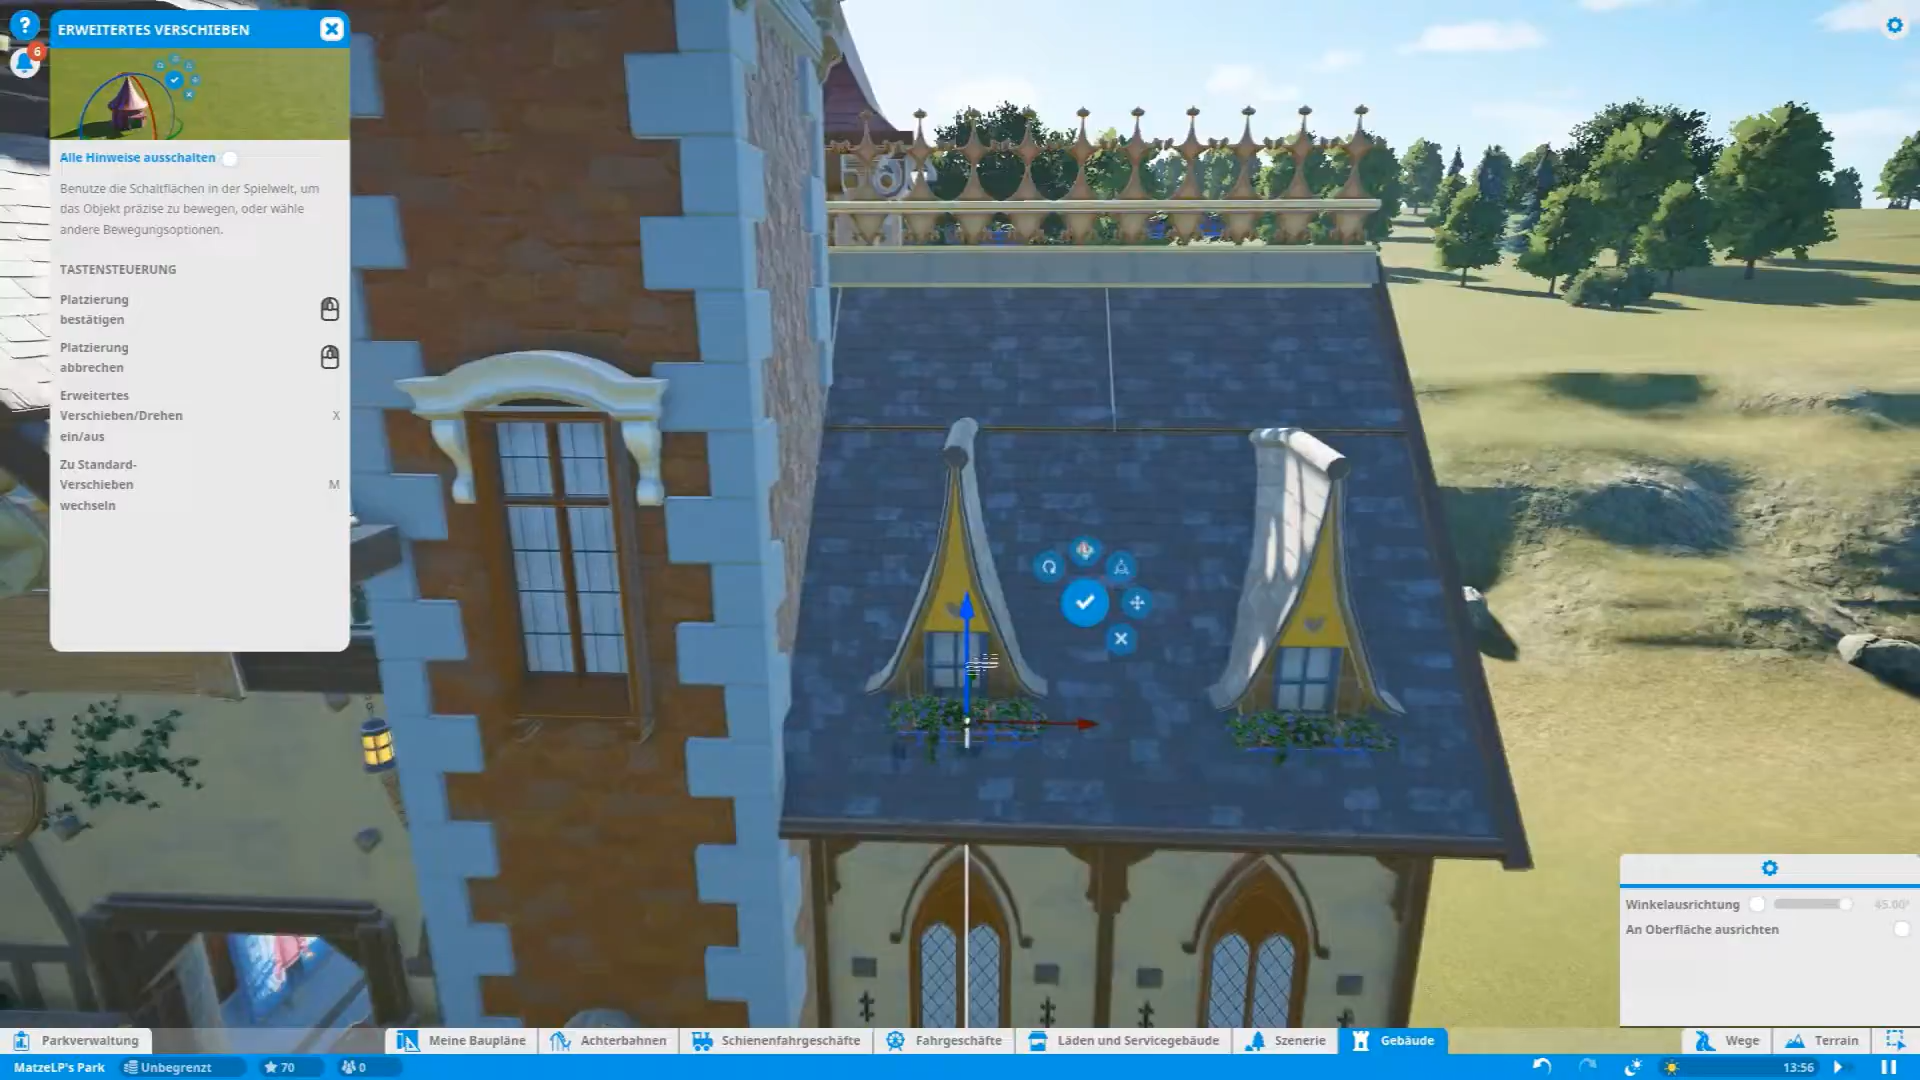 ?
ERWEITERTES VERSCHIEBEN
6
Alle Hinweise ausschalten
Benutze die Schaltflächen in der Spielwelt, um
das Objekt präzise zu bewegen, oder wähle
andere Bewegungsoptionen.
TASTENSTEUERUNG
Platzierung
bestätigen
Platzierung
abbrechen
Erweitertes
Verschieben/Drehen X
ein/aus
Zu Standard-
Verschieben M
wechseln
Winkelausrichtung 45.00°
An Oberfläche ausrichten
Parkverwaltung Meine Baupläne Achterbahnen Schienenfahrgeschäfte Fahrgeschäfte Läden und Servicegebäude Szenerie Gebäude Wege Terrain
MatzeLP's Park Unbegrenzt 70 0 13:56